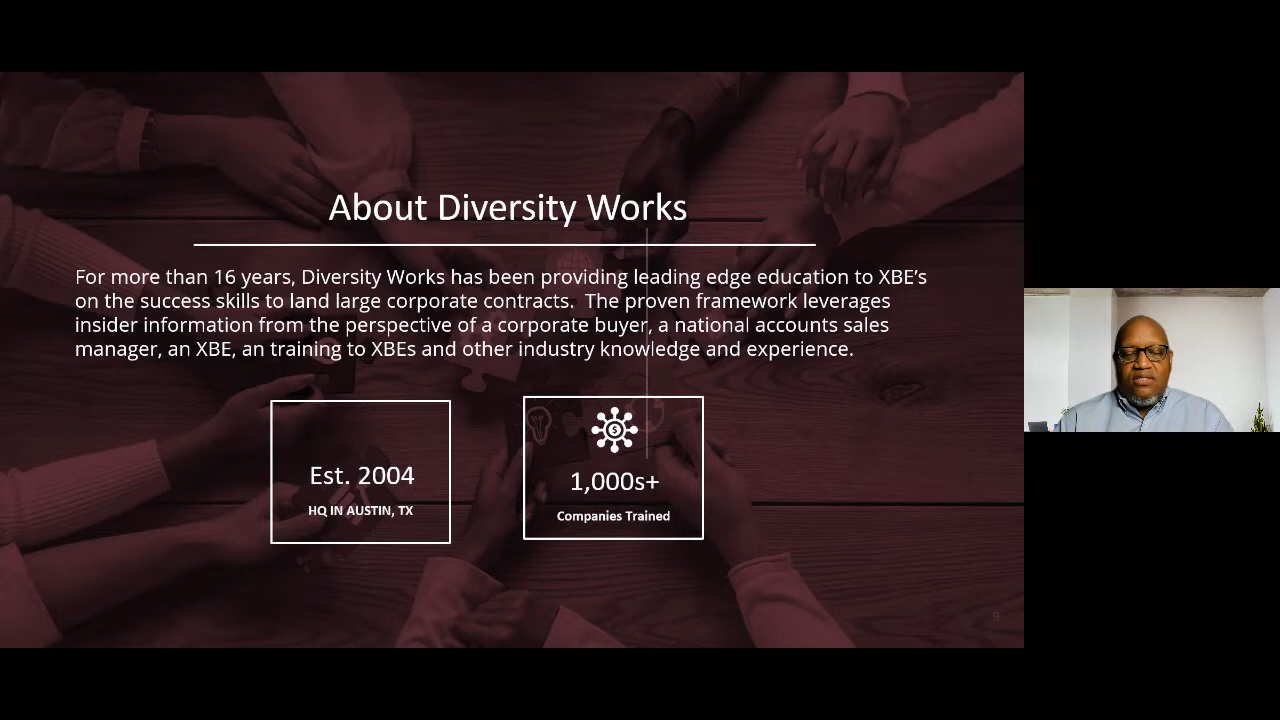 About Diversity Works
For more than 16 years, Diversity Works has been providing leading edge education to XBE's
on the success skills to land large corporate contracts.  The proven framework leverages
insider information from the perspective of a corporate buyer, a national accounts sales
manager, an XBE, an training to XBEs and other industry knowledge and experience.
Est. 2004
HQ IN AUSTIN, TX
$
1,000s+
Companies Trained
9